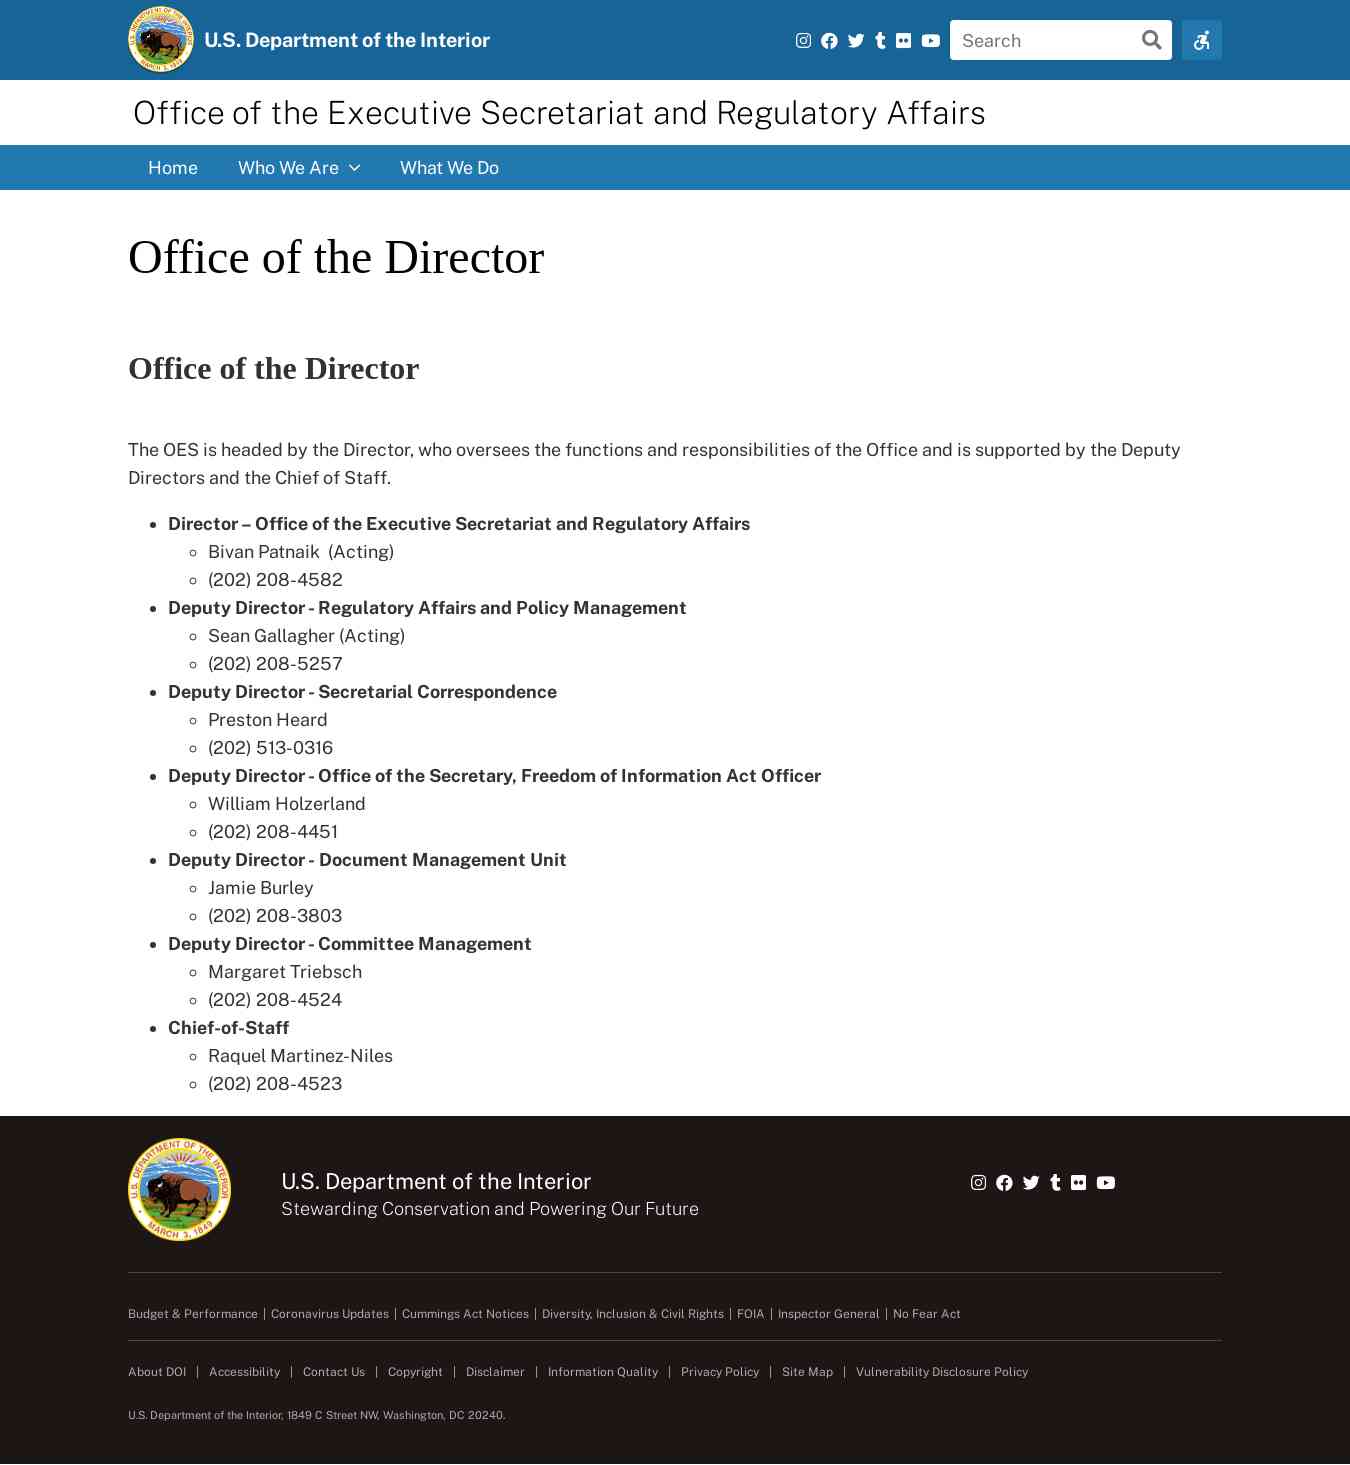 U.S. Department of the Interior
Search
Office of the Executive Secretariat and Regulatory Affairs
Home Who We Are What We Do
Office of the Director
Office of the Director
The OES is headed by the Director, who oversees the functions and responsibilities of the Office and is supported by the Deputy
Directors and the Chief of Staff.
Director – Office of the Executive Secretariat and Regulatory Affairs
Bivan Patnaik  (Acting)
(202) 208-4582
Deputy Director - Regulatory Affairs and Policy Management
Sean Gallagher (Acting)
(202) 208-5257
Deputy Director - Secretarial Correspondence
Preston Heard
(202) 513-0316
Deputy Director - Office of the Secretary, Freedom of Information Act Officer
William Holzerland
(202) 208-4451
Deputy Director - Document Management Unit
Jamie Burley
(202) 208-3803
Deputy Director - Committee Management
Margaret Triebsch
(202) 208-4524
Chief-of-Staff
Raquel Martinez-Niles
(202) 208-4523
U.S. DEPARTMENT OF THE INTERIOR
MARCH 3, 1849
U.S. Department of the Interior
Stewarding Conservation and Powering Our Future
Budget & Performance | Coronavirus Updates | Cummings Act Notices | Diversity, Inclusion & Civil Rights | FOIA | Inspector General | No Fear Act
About DOI | Accessibility | Contact Us | Copyright | Disclaimer | Information Quality | Privacy Policy | Site Map | Vulnerability Disclosure Policy
U.S. Department of the Interior, 1849 C Street NW, Washington, DC 20240.